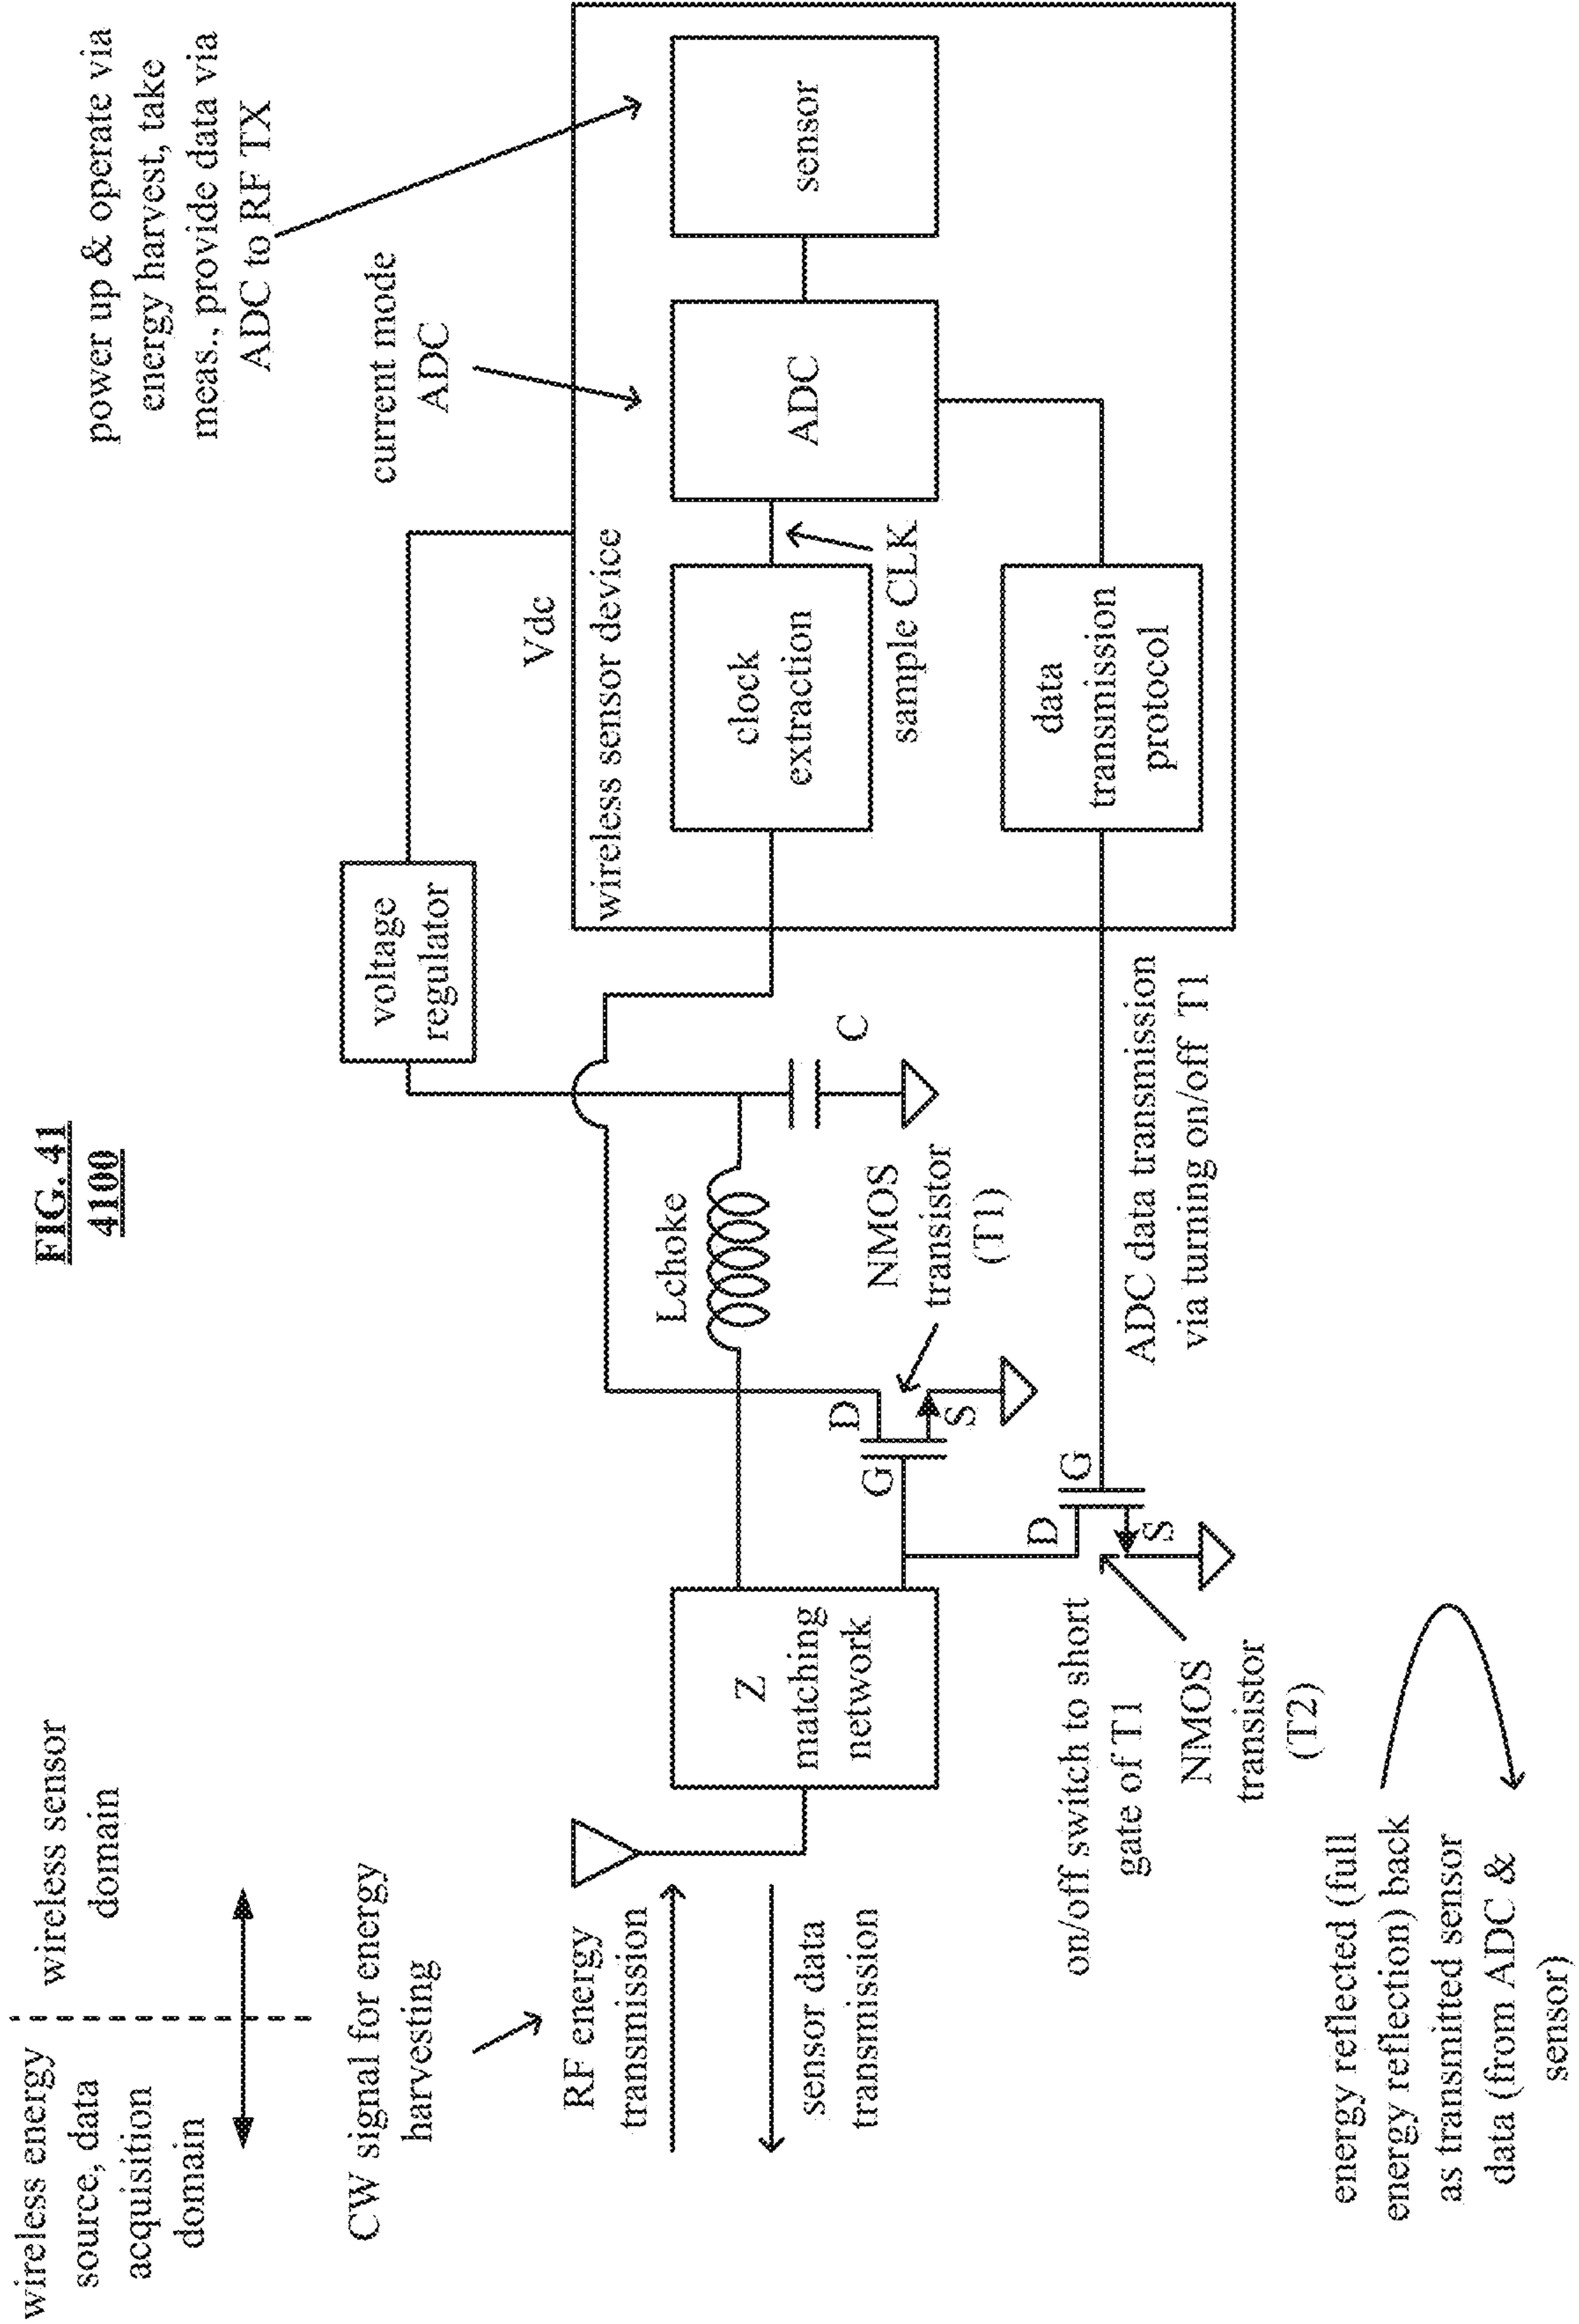 FIG. 41
4100
wireless energy
source, data
acquisition
domain
wireless sensor
domain
CW signal for energy
harvesting
RF energy
transmission
sensor data
transmission
Z
matching
network
Lchoke
C
voltage
regulator
Vdc
wireless sensor device
clock
extraction
sample CLK
current mode
ADC
ADC
sensor
power up & operate via
energy harvest, take
meas., provide data via
ADC to RF TX
data
transmission
protocol
NMOS
transistor
(T1)
D
G
S
D
G
S
ADC data transmission
via turning on/off T1
on/off switch to short
gate of T1
NMOS
transistor
(T2)
energy reflected (full
energy reflection) back
as transmitted sensor
data (from ADC &
sensor)